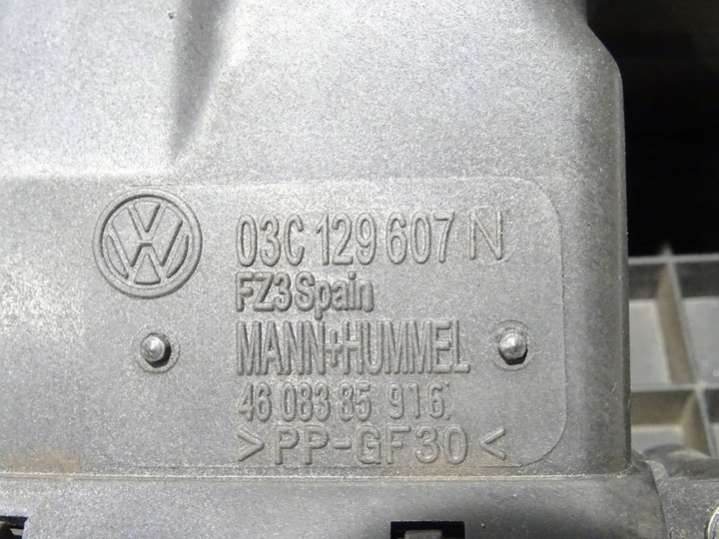 03C 129 607 N
FZ3 Spain
MANN+HUMMEL
46 083 85 916
>PP-GF30<